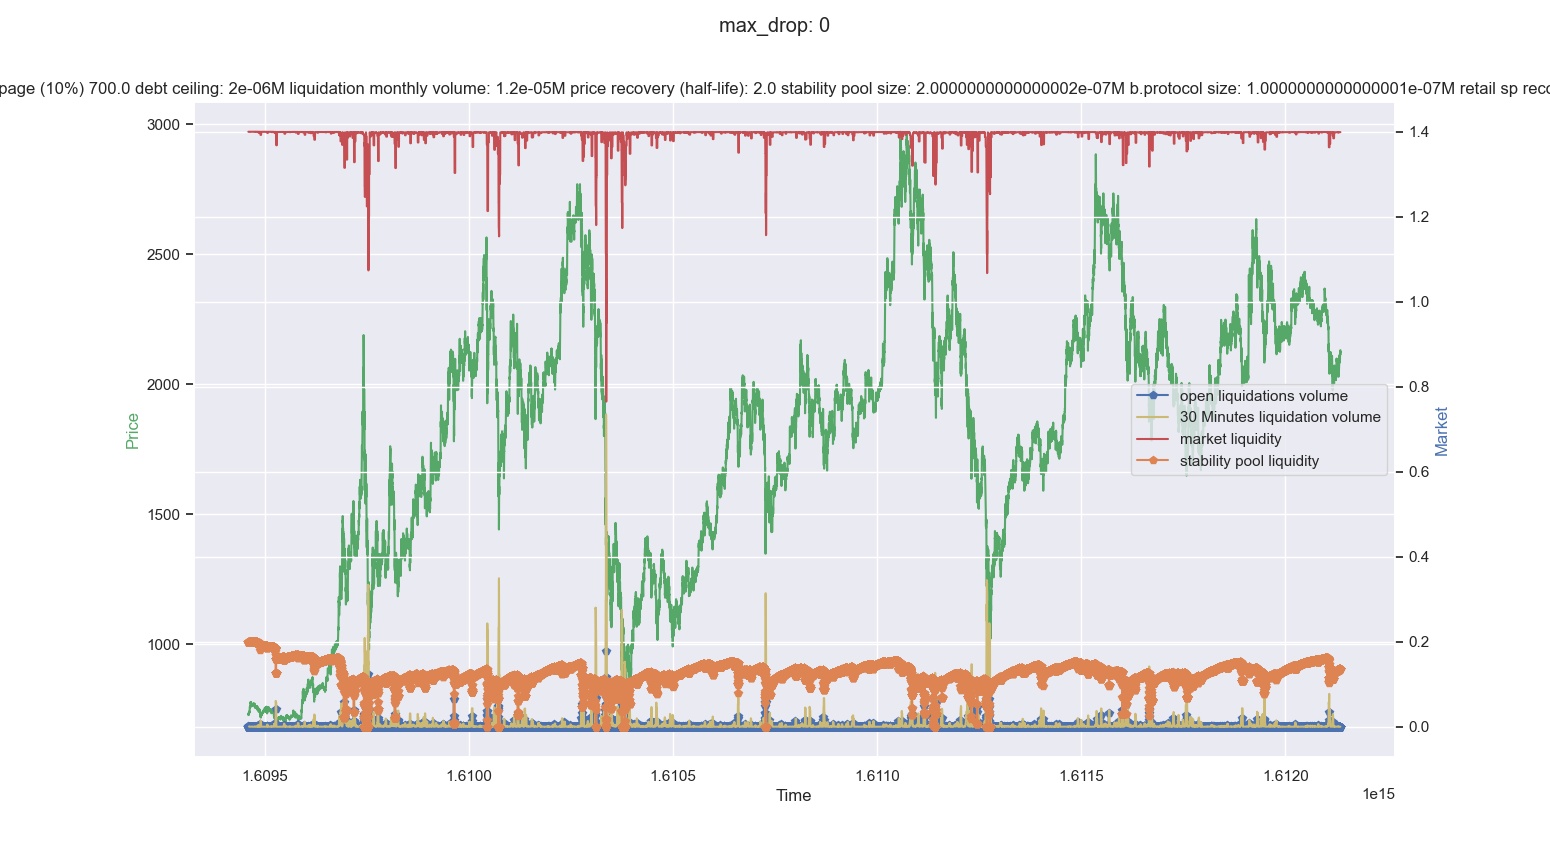 max_drop: 0
page (10%) 700.0 debt ceiling: 2e-06M liquidation monthly volume: 1.2e-05M price recovery (half-life): 2.0 stability pool size: 2.0000000000000002e-07M b.protocol size: 1.0000000000000001e-07M retail sp reco
3000
2500
2000
1500
1000
Price
1.4
1.2
1.0
0.8
0.6
0.4
0.2
0.0
Market
open liquidations volume
30 Minutes liquidation volume
market liquidity
stability pool liquidity
1.6095 1.6100 1.6105 1.6110 1.6115 1.6120
Time
1e15